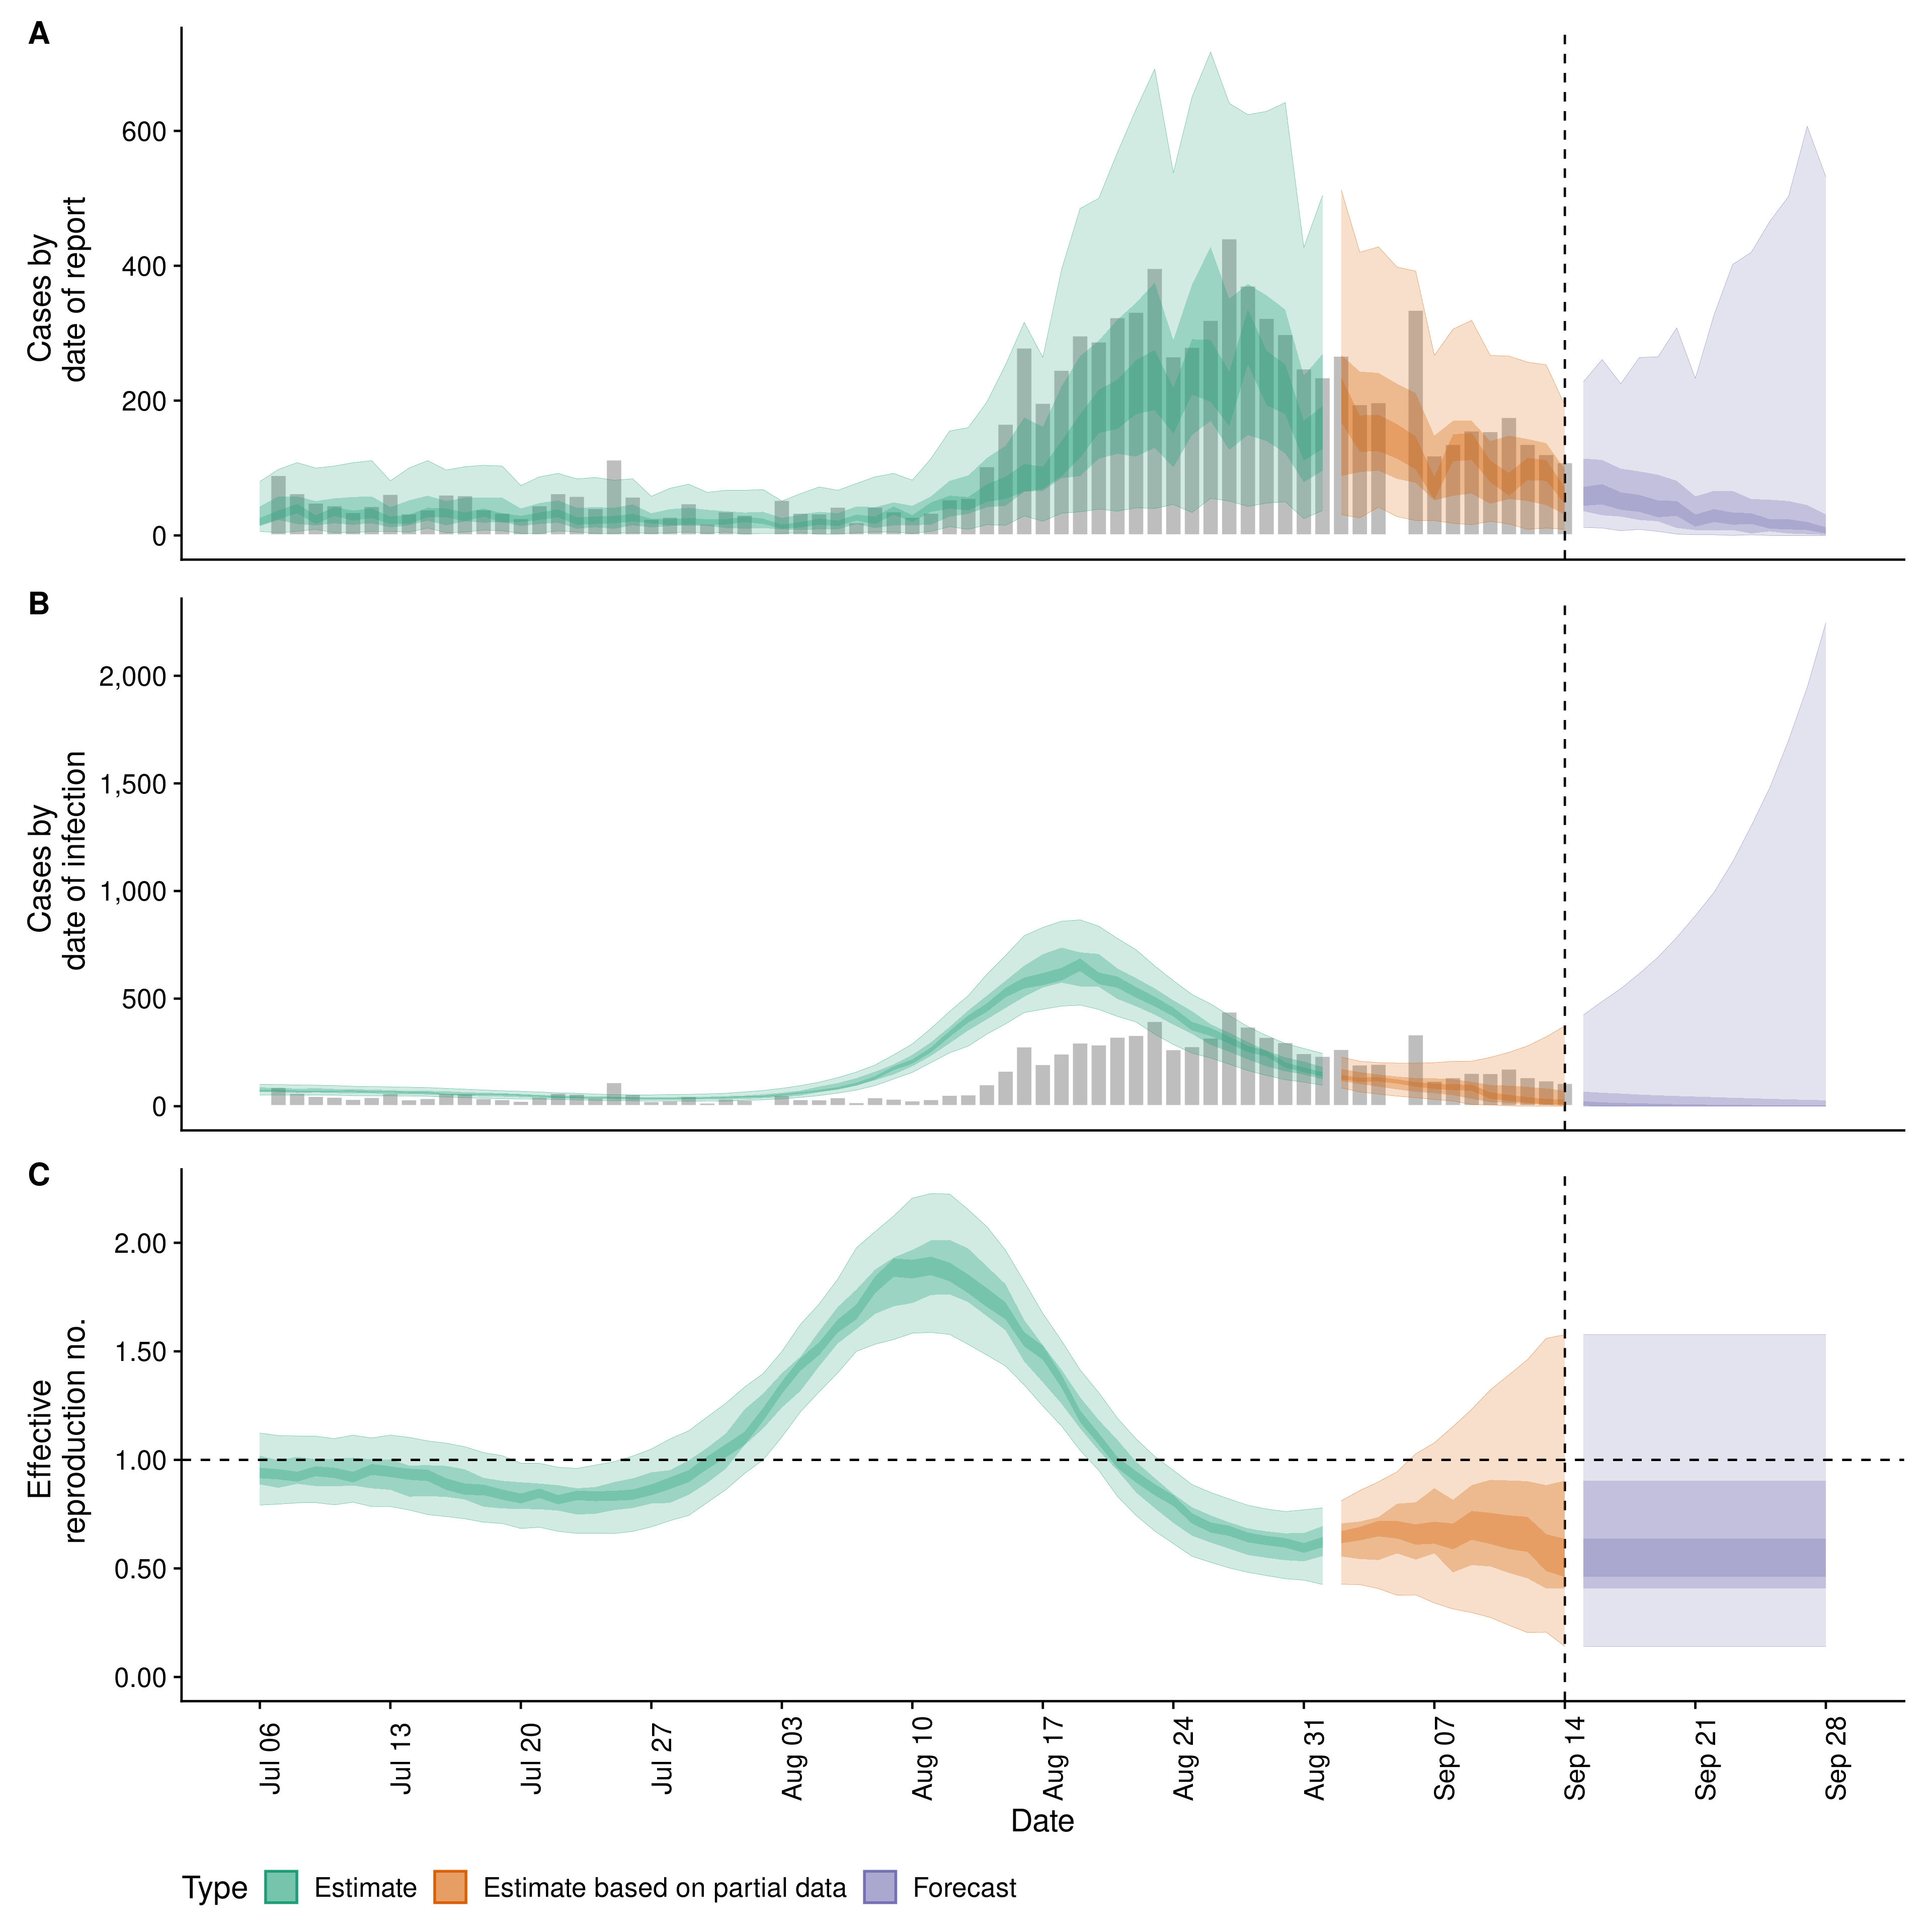 A
Cases by
date of report
600
400
200
0
B
Cases by
date of infection
2,000
1,500
1,000
500
0
C
Effective
reproduction no.
2.00
1.50
1.00
0.50
0.00
Jul 06
Jul 13
Jul 20
Jul 27
Aug 03
Aug 10
Aug 17
Aug 24
Aug 31
Sep 07
Sep 14
Sep 21
Sep 28
Date
Type
Estimate
Estimate based on partial data
Forecast